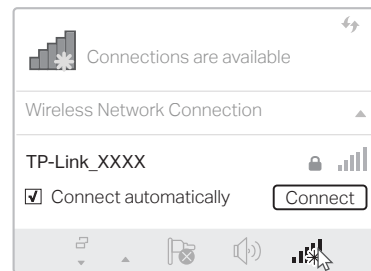 Connections are available
Wireless Network Connection
TP-Link_XXXX
Connect automatically
Connect